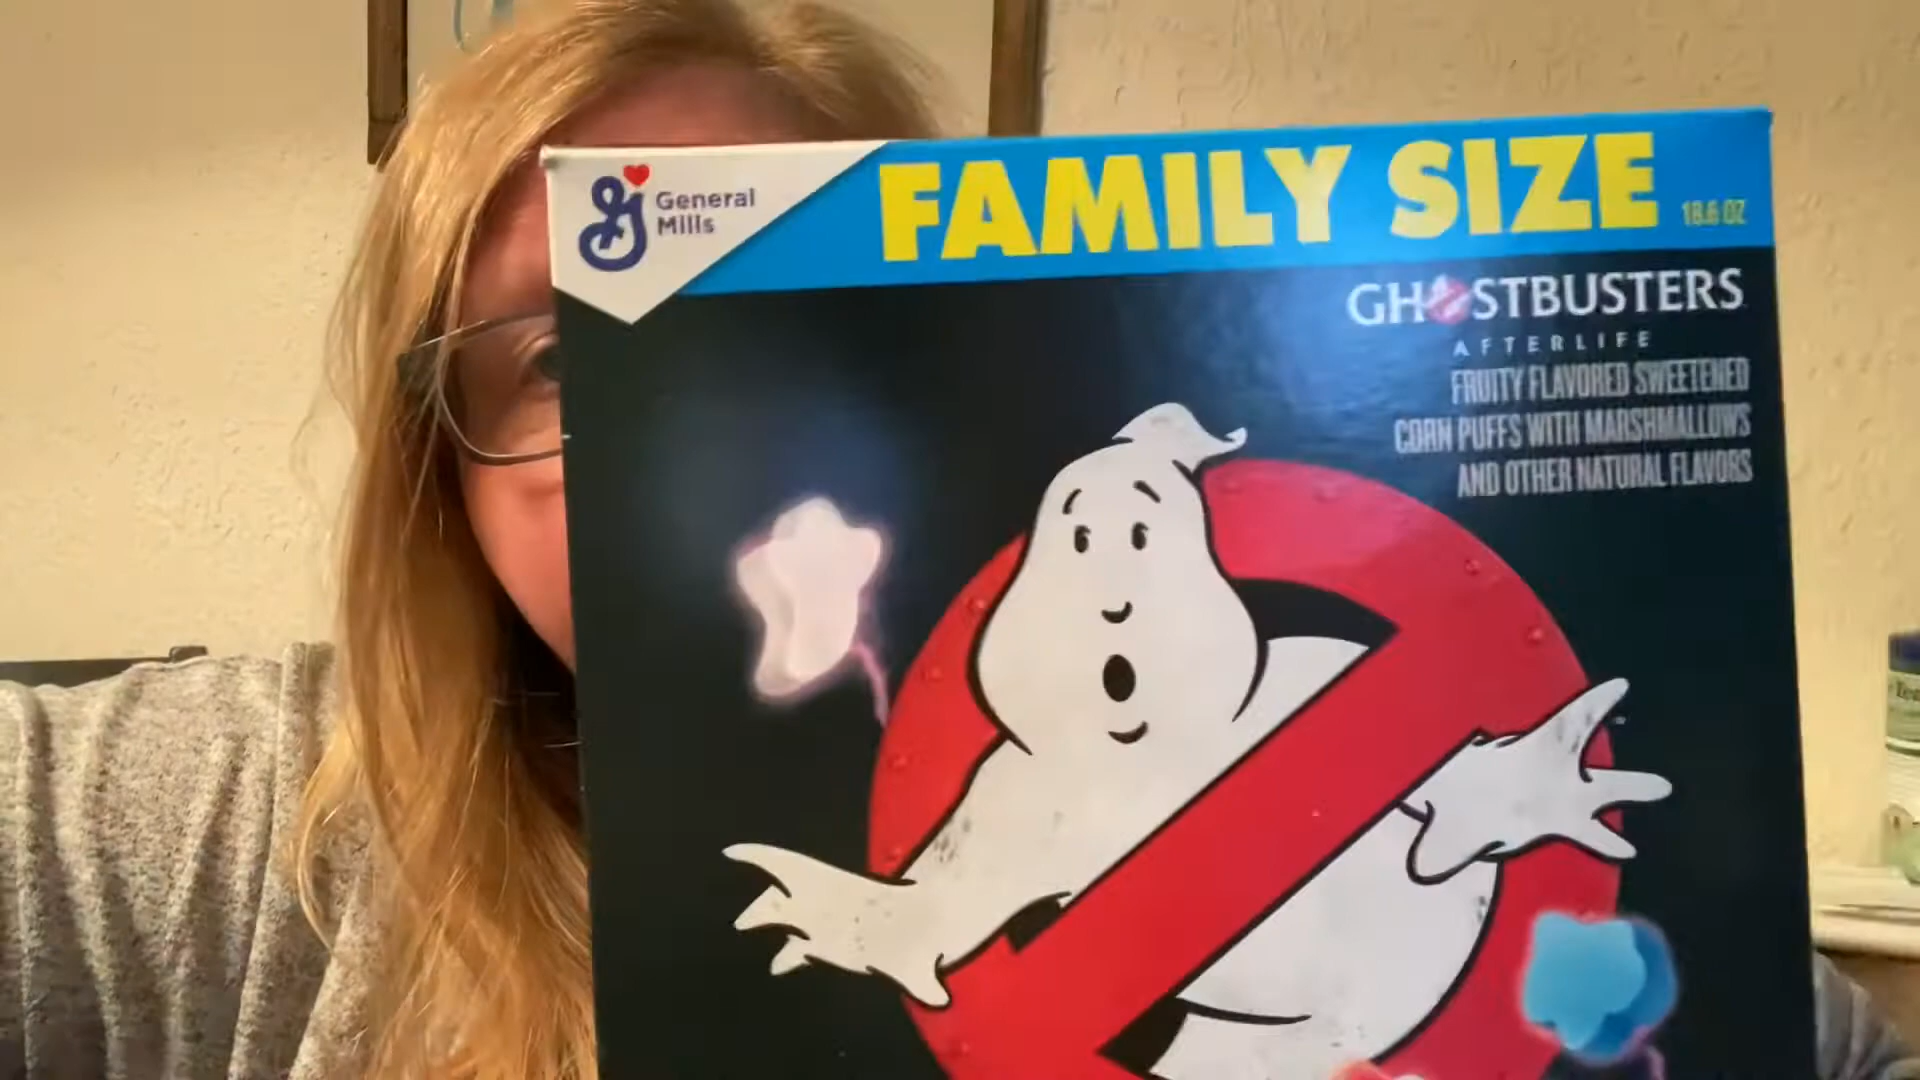 General
Mills
FAMILY SIZE
18.6 OZ
GHOSTBUSTERS
AFTERLIFE
FRUITY FLAVORED SWEETENED
CORN PUFFS WITH MARSHMALLOWS
AND OTHER NATURAL FLAVORS